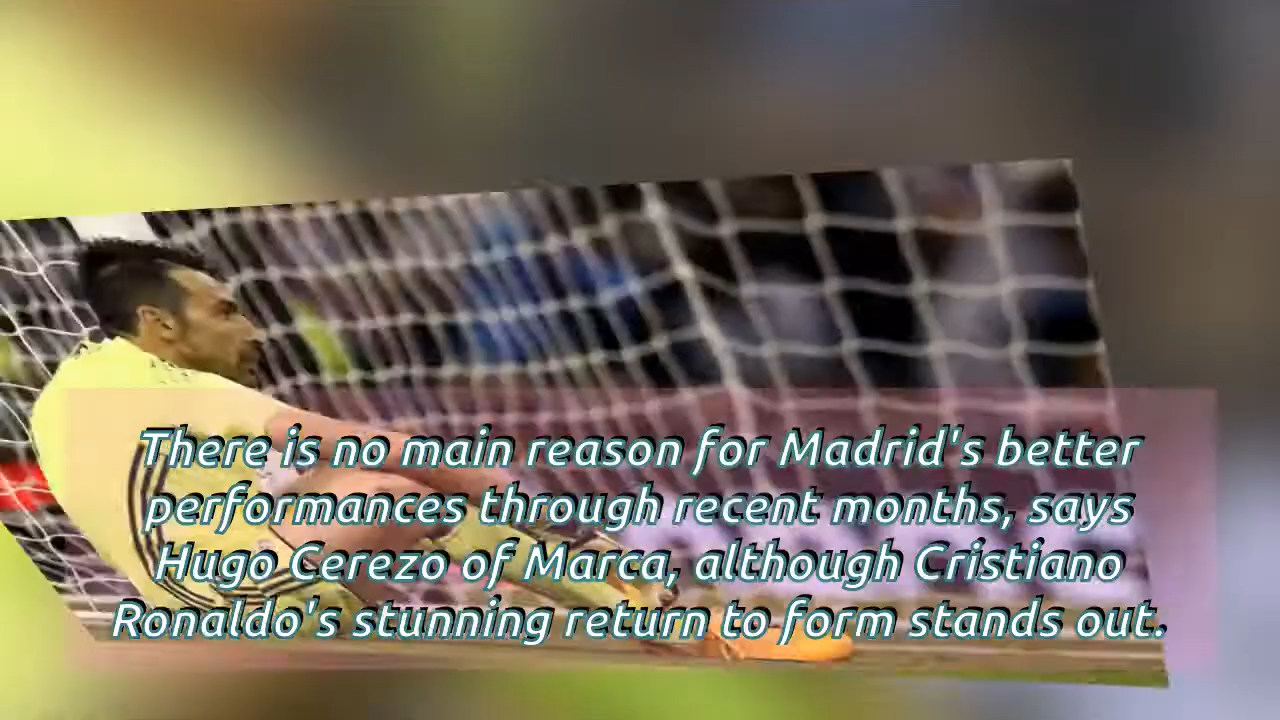 There is no main reason for Madrid's better
performances through recent months, says
Hugo Cerezo of Marca, although Cristiano
Ronaldo's stunning return to form stands out.